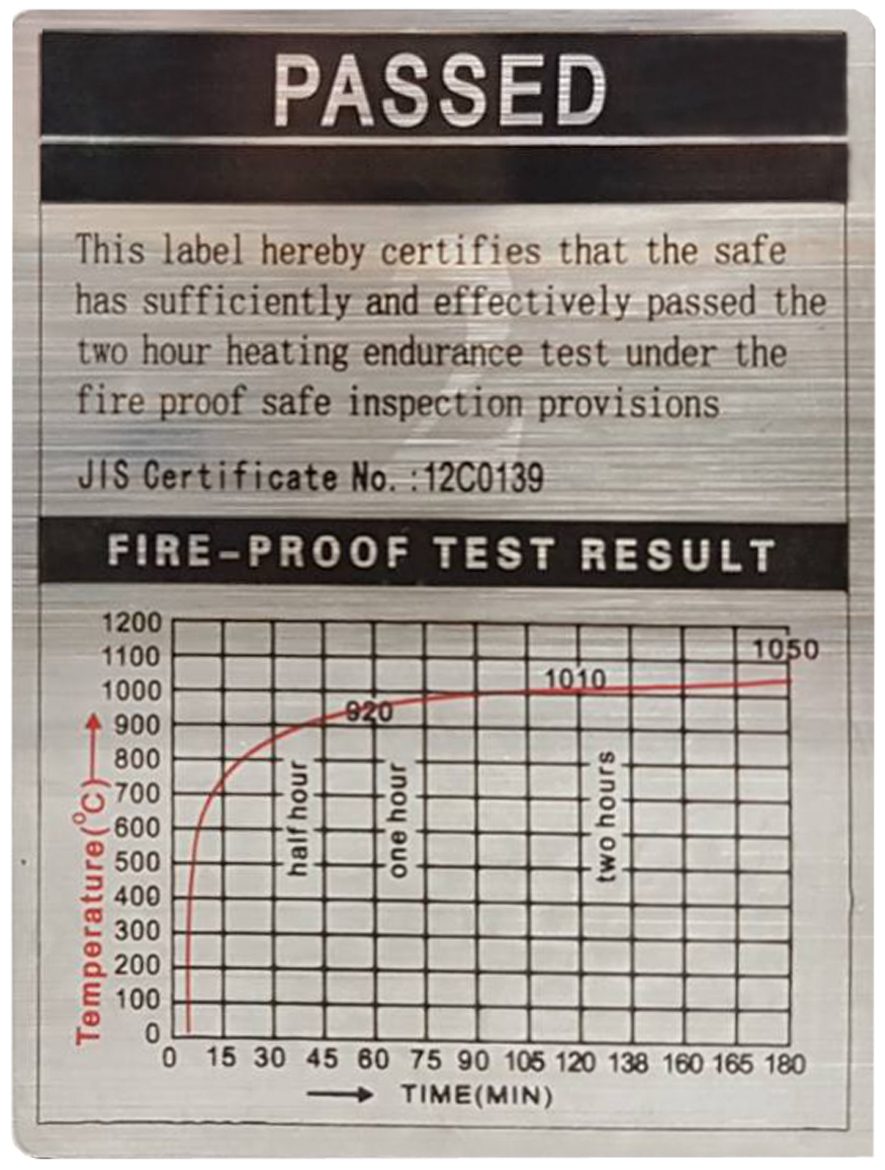 PASSED
This label hereby certifies that the safe
has sufficiently and effectively passed the
two hour heating endurance test under the
fire proof safe inspection provisions
JIS Certificate No. :12C0139
FIRE-PROOF TEST RESULT
1200
1100
1000
900
800
700
600
500
400
300
200
100
0
Temperature(°C)
920
1010
1050
half hour
one hour
two hours
0 15 30 45 60 75 90 105 120 138 160 165 180
TIME(MIN)